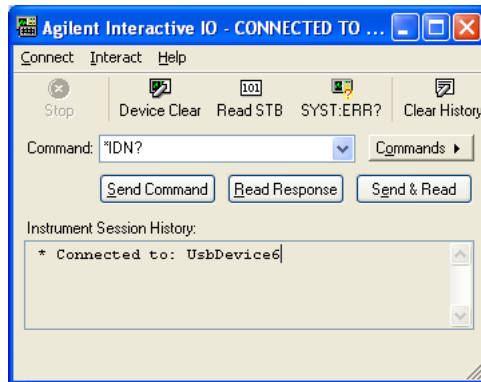 Agilent Interactive IO - CONNECTED TO ...
Connect Interact Help
101
Stop Device Clear Read STB SYST:ERR? Clear History
Command: *IDN? Commands
Send Command Read Response Send & Read
Instrument Session History:
* Connected to: UsbDevice6